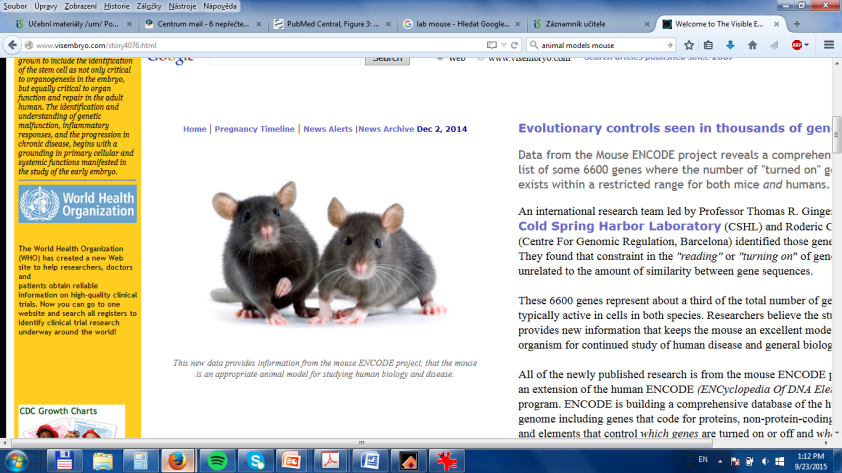 Soubor Úpravy Zobrazení Historie Záložky Nástroje Nápověda
Učební materiály /um/ Po...
Centrum mail - 6 nepřečte...
PubMed Central, Figure 3: ...
lab mouse - Hledat Google...
Záznamník učitele
Welcome to The Visible E...
www.visembryo.com/story4076.html
animal models mouse
ABP
grown to include the identification
of the stem cell as not only critical
to organogenesis in the embryo,
but equally critical to organ
function and repair in the adult
human. The identification and
understanding of genetic
malfunction, inflammatory
responses, and the progression in
chronic disease, begins with a
grounding in primary cellular and
systemic functions manifested in
the study of the early embryo.
World Health
Organization
The World Health Organization
(WHO) has created a new Web
site to help researchers, doctors
and
patients obtain reliable
information on high-quality clinical
trials. Now you can go to one
website and search all registers to
identify clinical trial research
underway around the world!
CDC Growth Charts
Search
Web
www.visembryo.com
Search articles published since 2007
Home | Pregnancy Timeline | News Alerts |News Archive Dec 2, 2014
This new data provides information from the mouse ENCODE project, that the mouse
is an appropriate animal model for studying human biology and disease.
Evolutionary controls seen in thousands of gen
Data from the Mouse ENCODE project reveals a comprehen
list of some 6600 genes where the number of "turned on" g
exists within a restricted range for both mice and humans.
An international research team led by Professor Thomas R. Ginge
Cold Spring Harbor Laboratory (CSHL) and Roderic G
(Centre For Genomic Regulation, Barcelona) identified those gene
They found that constraint in the "reading" or "turning on" of gen
unrelated to the amount of similarity between gene sequences.
These 6600 genes represent about a third of the total number of ge
typically active in cells in both species. Researchers believe the stu
provides new information that keeps the mouse an excellent mode
organism for continued study of human disease and general biolog
All of the newly published research is from the mouse ENCODE p
an extension of the human ENCODE (ENCyclopedia Of DNA Elem
program. ENCODE is building a comprehensive database of the h
genome including genes that code for proteins, non-protein-coding
and elements that control which genes are turned on or off and wh
EN
1:12 PM
9/23/2015